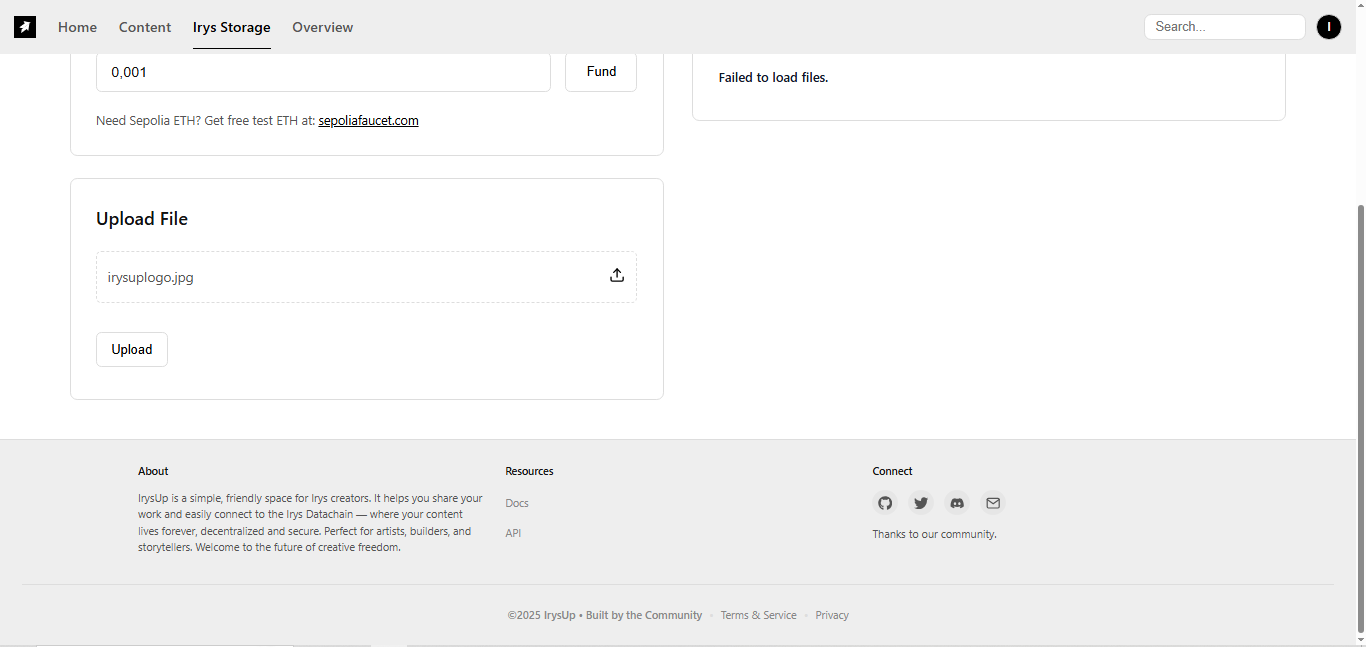 Home
Content
Irys Storage
Overview
Search...
I
0,001
Fund
Need Sepolia ETH? Get free test ETH at: sepoliafaucet.com
Failed to load files.
Upload File
irysuplogo.jpg
Upload
About
IrysUp is a simple, friendly space for Irys creators. It helps you share your
work and easily connect to the Irys Datachain — where your content
lives forever, decentralized and secure. Perfect for artists, builders, and
storytellers. Welcome to the future of creative freedom.
Resources
Docs
API
Connect
Thanks to our community.
©2025 IrysUp • Built by the Community • Terms & Service • Privacy